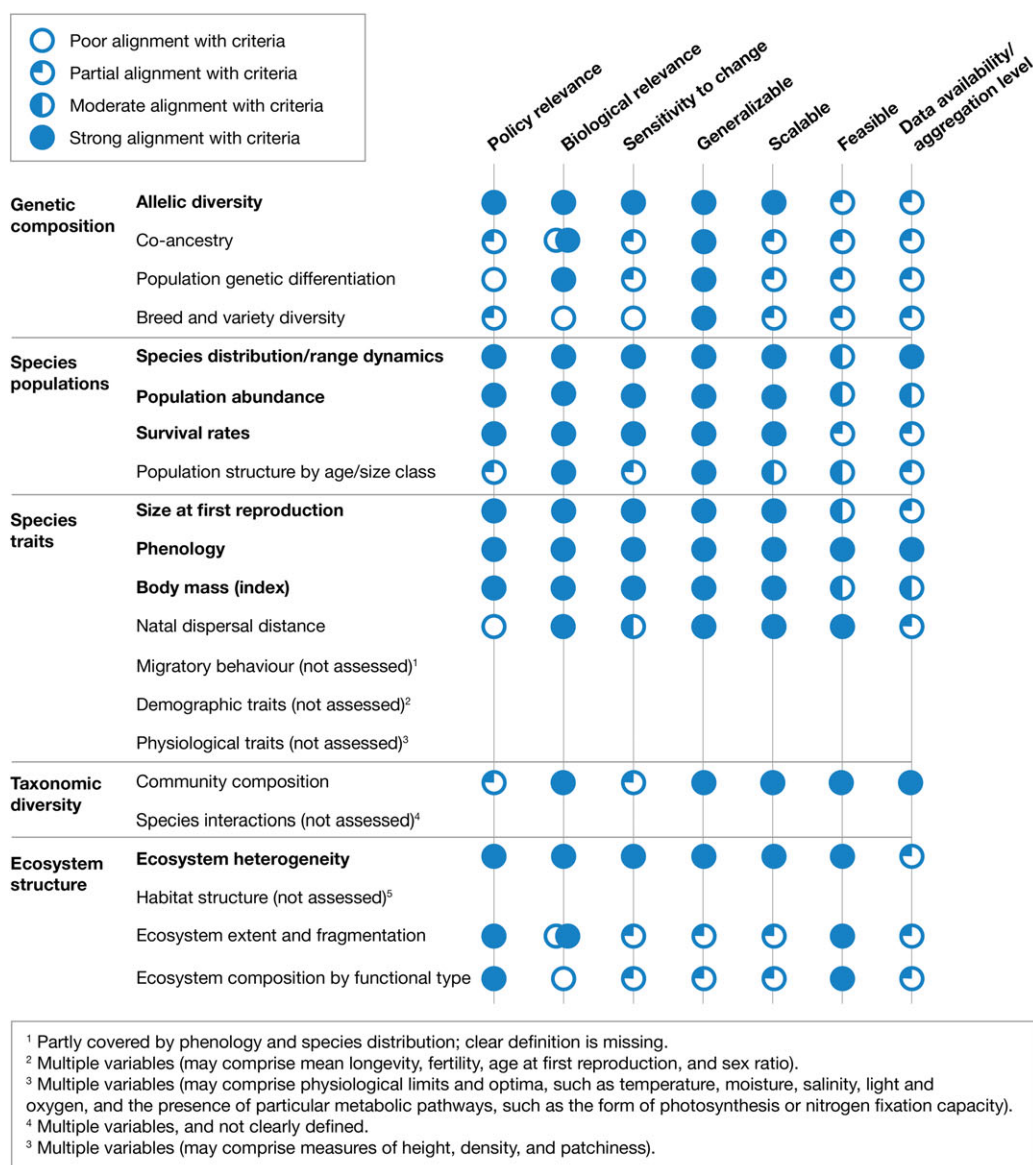 Poor alignment with criteria
Partial alignment with criteria
Moderate alignment with criteria
Strong alignment with criteria
Policy relevance
Biological relevance
Sensitivity to change
Generalizable
Scalable
Feasible
Data availability/
aggregation level
Genetic
composition
Allelic diversity
Co-ancestry
Population genetic differentiation
Breed and variety diversity
Species
populations
Species distribution/range dynamics
Population abundance
Survival rates
Population structure by age/size class
Species
traits
Size at first reproduction
Phenology
Body mass (index)
Natal dispersal distance
Migratory behaviour (not assessed)¹
Demographic traits (not assessed)²
Physiological traits (not assessed)³
Taxonomic
diversity
Community composition
Species interactions (not assessed)⁴
Ecosystem
structure
Ecosystem heterogeneity
Habitat structure (not assessed)⁵
Ecosystem extent and fragmentation
Ecosystem composition by functional type
¹ Partly covered by phenology and species distribution; clear definition is missing.
² Multiple variables (may comprise mean longevity, fertility, age at first reproduction, and sex ratio).
³ Multiple variables (may comprise physiological limits and optima, such as temperature, moisture, salinity, light and
oxygen, and the presence of particular metabolic pathways, such as the form of photosynthesis or nitrogen fixation capacity).
⁴ Multiple variables, and not clearly defined.
³ Multiple variables (may comprise measures of height, density, and patchiness).